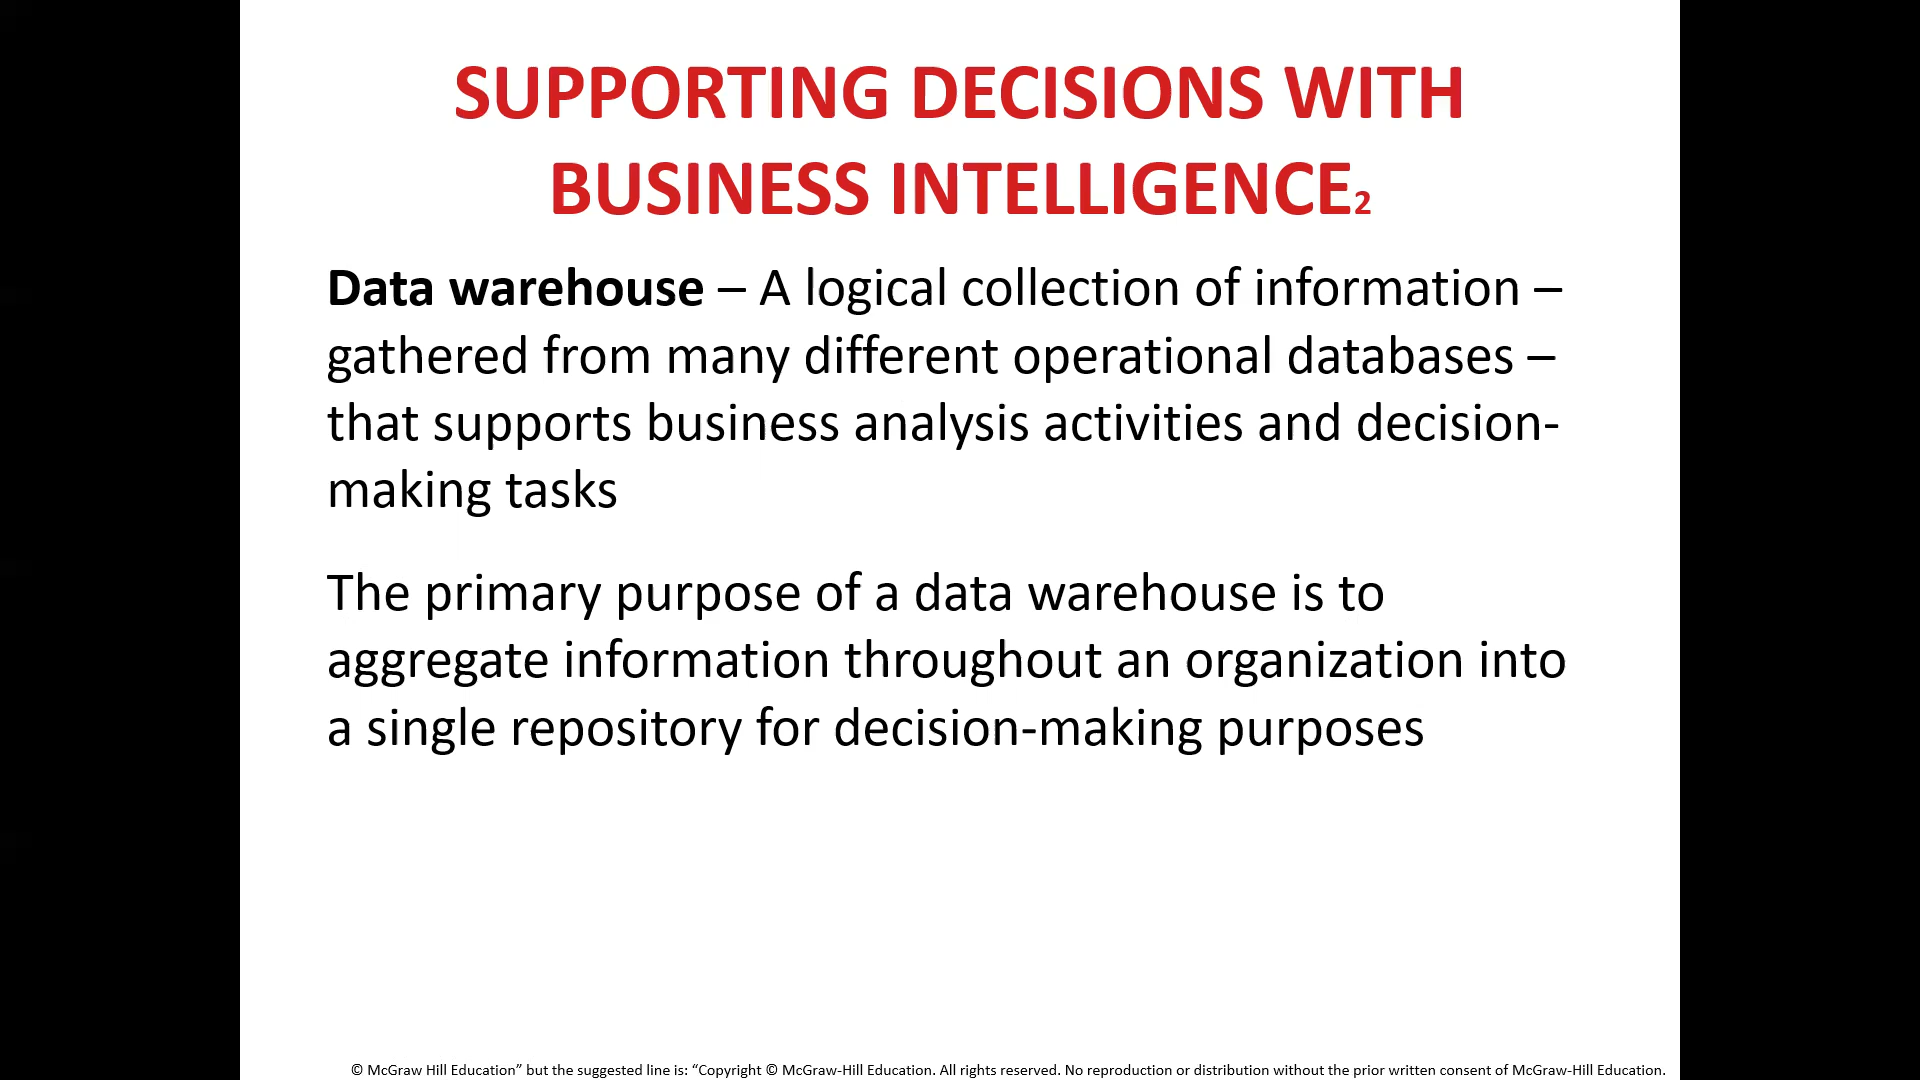 SUPPORTING DECISIONS WITH
BUSINESS INTELLIGENCE2
Data warehouse – A logical collection of information –
gathered from many different operational databases –
that supports business analysis activities and decision-
making tasks
The primary purpose of a data warehouse is to
aggregate information throughout an organization into
a single repository for decision-making purposes
© McGraw Hill Education” but the suggested line is: “Copyright © McGraw-Hill Education. All rights reserved. No reproduction or distribution without the prior written consent of McGraw-Hill Education.